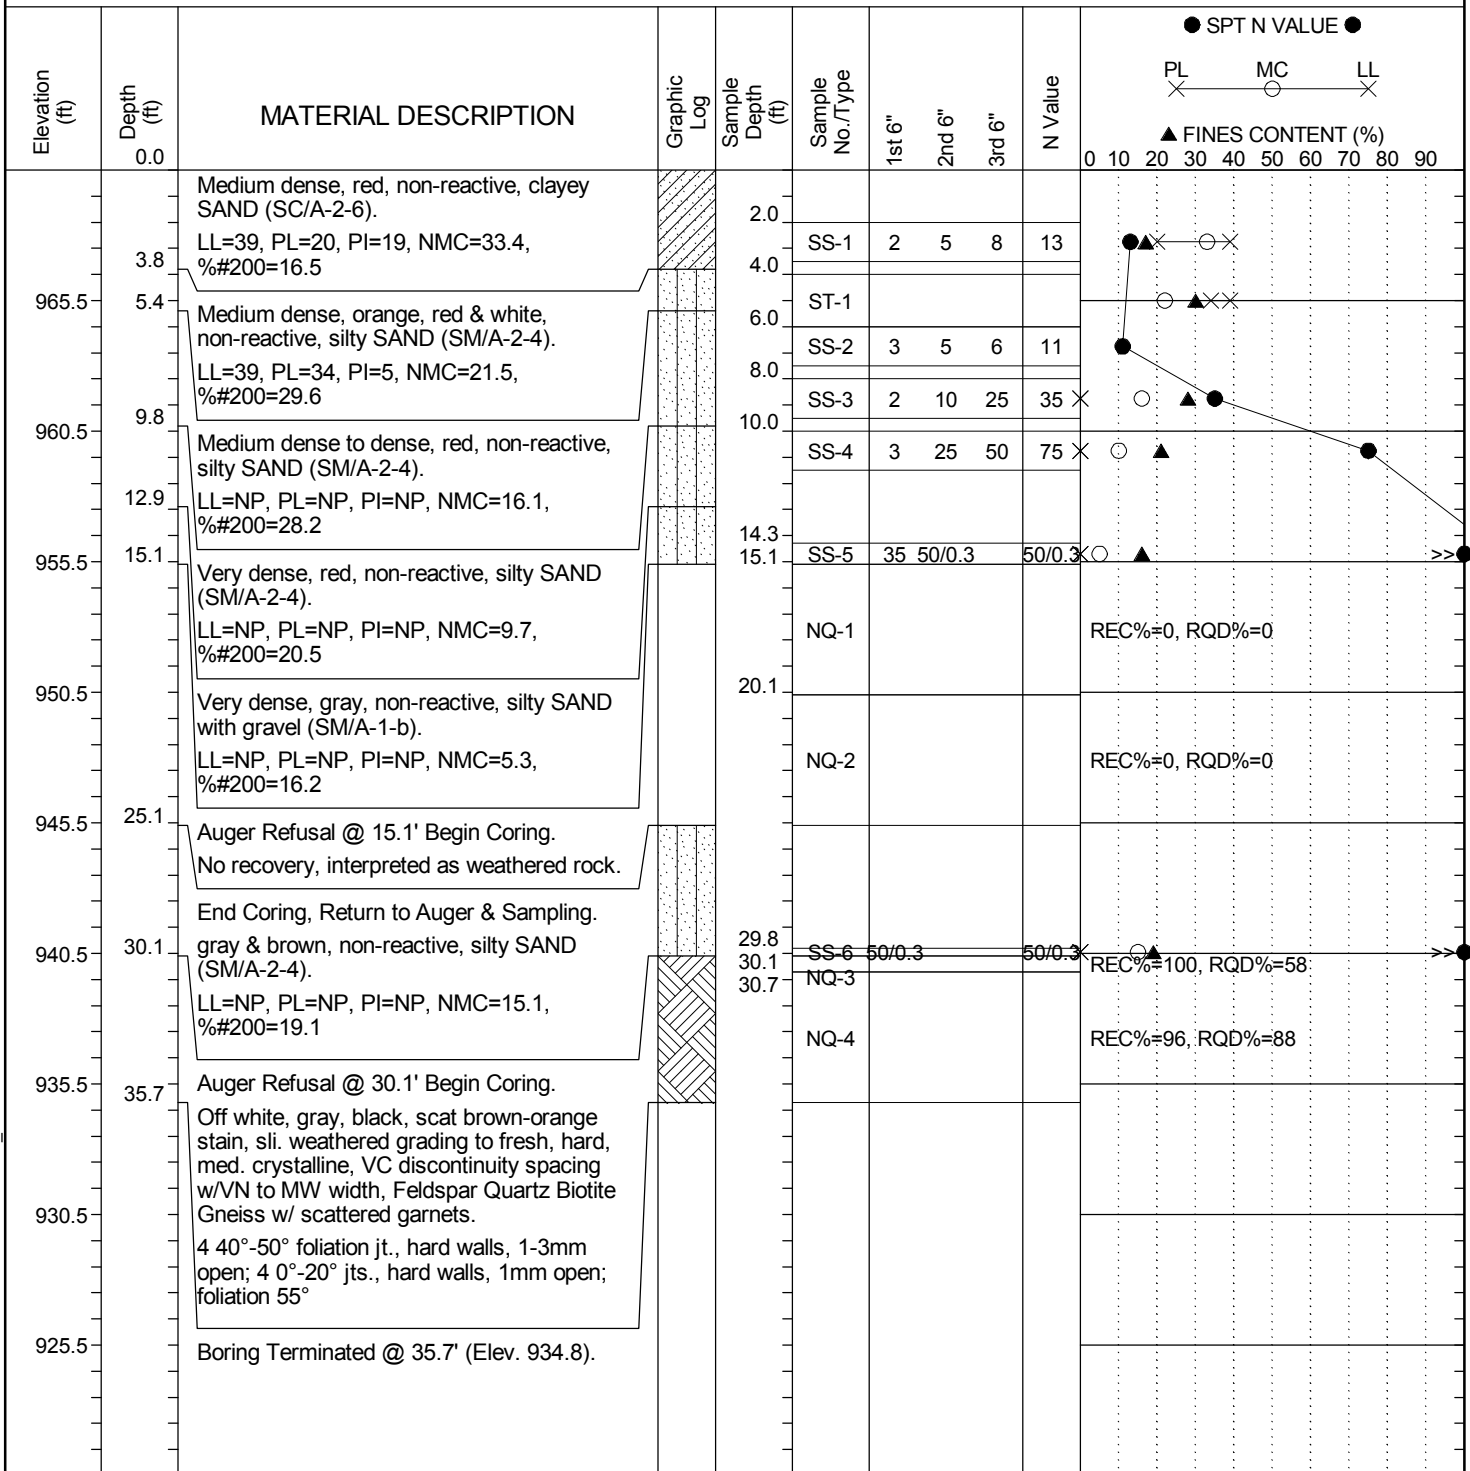 ● SPT N VALUE ●
PL MC LL
▲ FINES CONTENT (%)
0 10 20 30 40 50 60 70 80 90
Elevation (ft)
Depth (ft)
0.0
MATERIAL DESCRIPTION
Graphic Log
Sample Depth (ft)
Sample No./Type
1st 6"
2nd 6"
3rd 6"
N Value
Medium dense, red, non-reactive, clayey
SAND (SC/A-2-6).
LL=39, PL=20, PI=19, NMC=33.4,
%#200=16.5
3.8
2.0
SS-1 2 5 8 13
4.0
965.5
5.4
Medium dense, orange, red & white,
non-reactive, silty SAND (SM/A-2-4).
LL=39, PL=34, PI=5, NMC=21.5,
%#200=29.6
ST-1
6.0
SS-2 3 5 6 11
8.0
SS-3 2 10 25 35
9.8
10.0
960.5
Medium dense to dense, red, non-reactive,
silty SAND (SM/A-2-4).
LL=NP, PL=NP, PI=NP, NMC=16.1,
%#200=28.2
SS-4 3 25 50 75
12.9
14.3
15.1
15.1
955.5
SS-5 35 50/0.3 50/0.3 >>
Very dense, red, non-reactive, silty SAND
(SM/A-2-4).
LL=NP, PL=NP, PI=NP, NMC=9.7,
%#200=20.5
NQ-1 REC%=0, RQD%=0
20.1
950.5
Very dense, gray, non-reactive, silty SAND
with gravel (SM/A-1-b).
LL=NP, PL=NP, PI=NP, NMC=5.3,
%#200=16.2
NQ-2 REC%=0, RQD%=0
25.1
945.5
Auger Refusal @ 15.1' Begin Coring.
No recovery, interpreted as weathered rock.
End Coring, Return to Auger & Sampling.
gray & brown, non-reactive, silty SAND
(SM/A-2-4).
LL=NP, PL=NP, PI=NP, NMC=15.1,
%#200=19.1
30.1
940.5
29.8
30.1
30.7
SS-6 50/0.3 50/0.3 >>
NQ-3 REC%=100, RQD%=58
NQ-4 REC%=96, RQD%=88
935.5
35.7
Auger Refusal @ 30.1' Begin Coring.
Off white, gray, black, scat brown-orange
stain, sli. weathered grading to fresh, hard,
med. crystalline, VC discontinuity spacing
w/VN to MW width, Feldspar Quartz Biotite
Gneiss w/ scattered garnets.
4 40°-50° foliation jt., hard walls, 1-3mm
open; 4 0°-20° jts., hard walls, 1mm open;
foliation 55°
930.5
925.5
Boring Terminated @ 35.7' (Elev. 934.8).